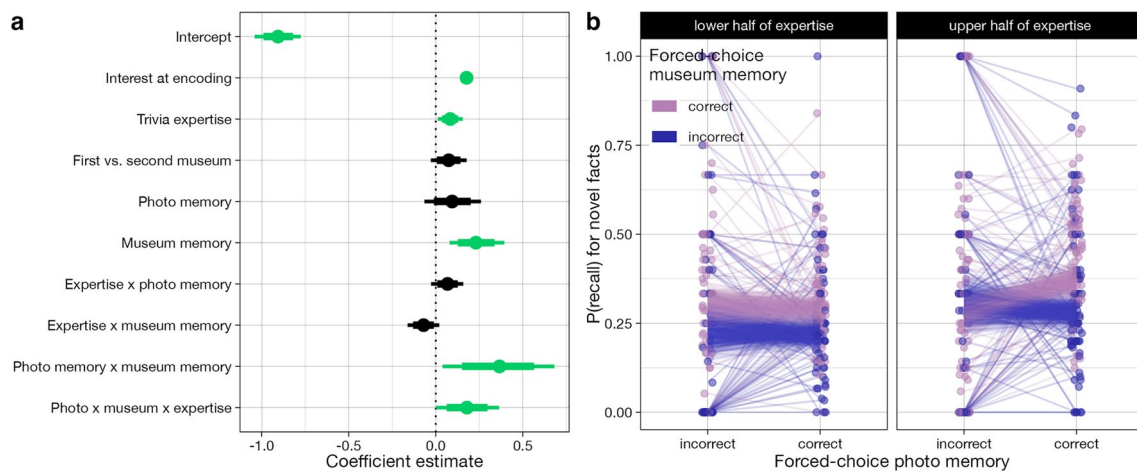 a
Intercept
Interest at encoding
Trivia expertise
First vs. second museum
Photo memory
Museum memory
Expertise x photo memory
Expertise x museum memory
Photo memory x museum memory
Photo x museum x expertise
-1.0 -0.5 0.0 0.5
Coefficient estimate
b
lower half of expertise upper half of expertise
Forced-choice
museum memory
correct
incorrect
P(recall) for novel facts
1.00
0.75
0.50
0.25
0.00
incorrect correct incorrect correct
Forced-choice photo memory